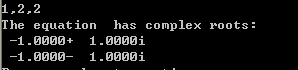 1,2,2
The equation  has complex roots:
 -1.0000+  1.0000i
 -1.0000-  1.0000i